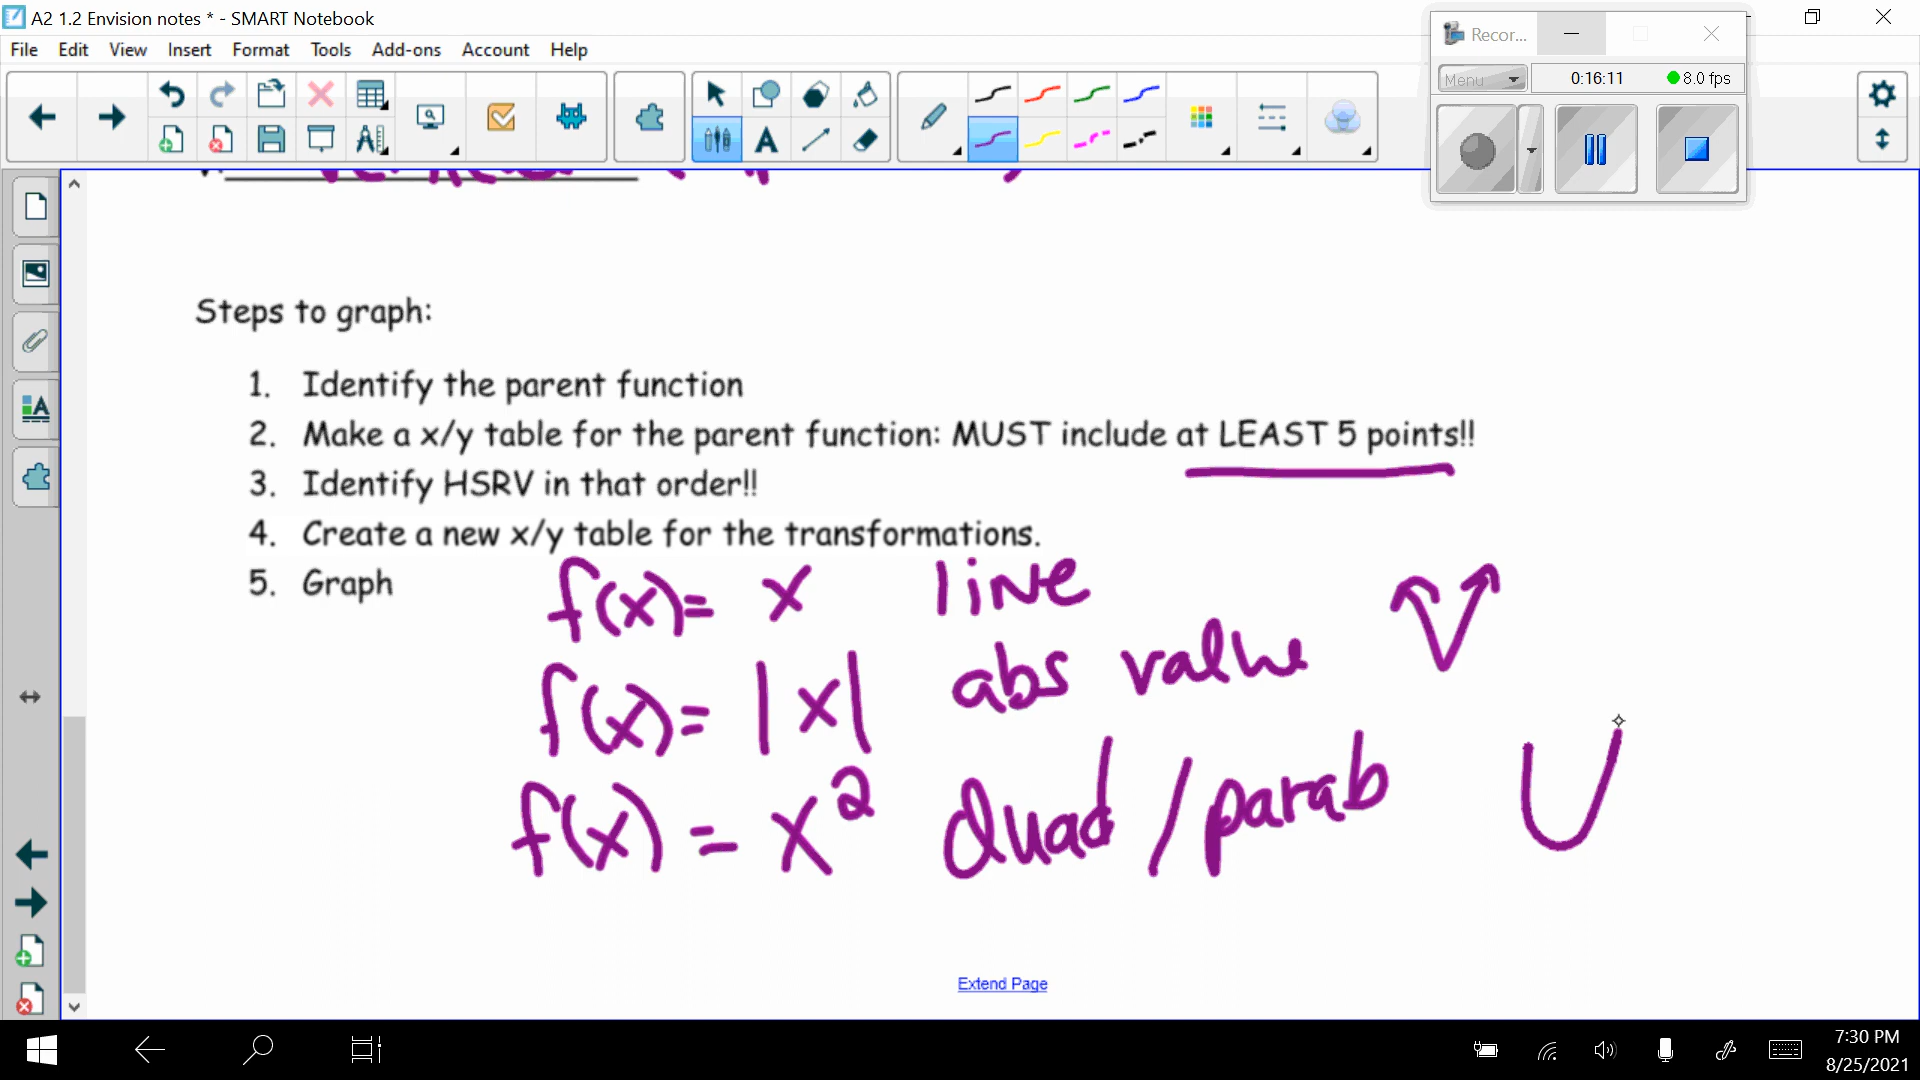 A2 1.2 Envision notes * - SMART Notebook
File Edit View Insert Format Tools Add-ons Account Help
Recor...
Menu 0:16:11 8.0 fps
Steps to graph:
1. Identify the parent function
2. Make a x/y table for the parent function: MUST include at LEAST 5 points!!
3. Identify HSRV in that order!!
4. Create a new x/y table for the transformations.
5. Graph
f(x)= x line
f(x)= |x| abs value
f(x) = x² quad / parab
Extend Page
7:30 PM
8/25/2021